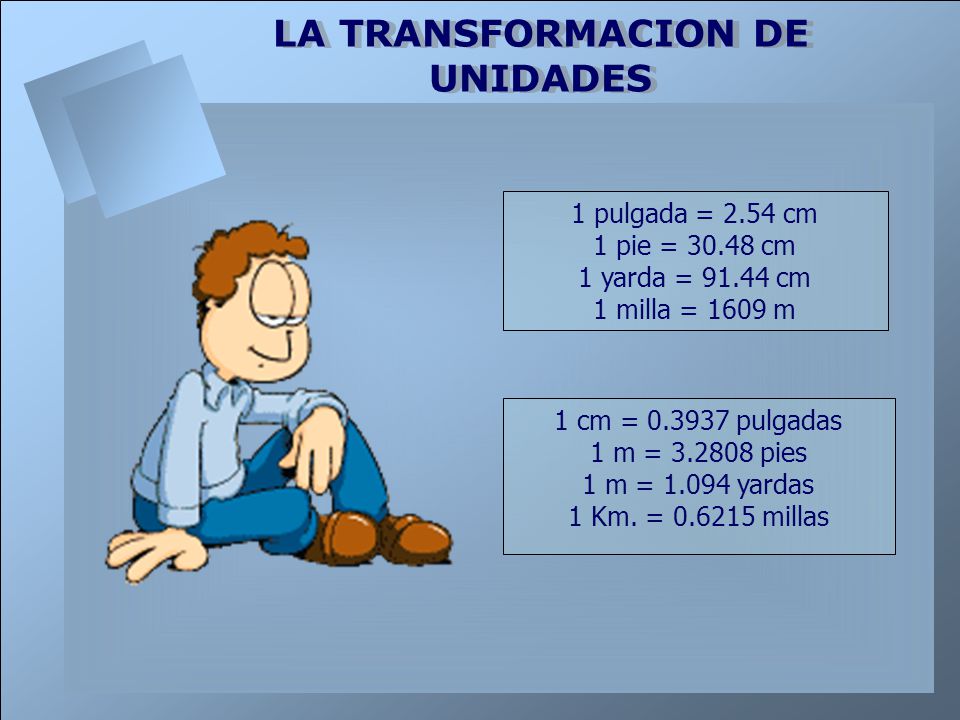 LA TRANSFORMACION DE
UNIDADES
1 pulgada = 2.54 cm
1 pie = 30.48 cm
1 yarda = 91.44 cm
1 milla = 1609 m
1 cm = 0.3937 pulgadas
1 m = 3.2808 pies
1 m = 1.094 yardas
1 Km. = 0.6215 millas